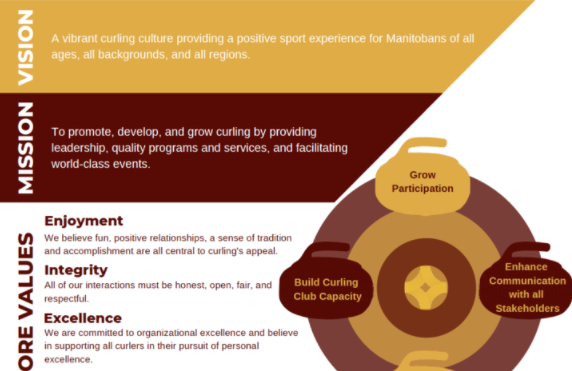 VISION
A vibrant curling culture providing a positive sport experience for Manitobans of all
ages, all backgrounds, and all regions.
MISSION
To promote, develop, and grow curling by providing
leadership, quality programs and services, and facilitating
world-class events.
ORE VALUES
Enjoyment
We believe fun, positive relationships, a sense of tradition
and accomplishment are all central to curling's appeal.
Integrity
All of our interactions must be honest, open, fair, and
respectful.
Excellence
We are committed to organizational excellence and believe
in supporting all curlers in their pursuit of personal
excellence.
Grow
Participation
Build Curling
Club Capacity
Enhance
Communication
with all
Stakeholders